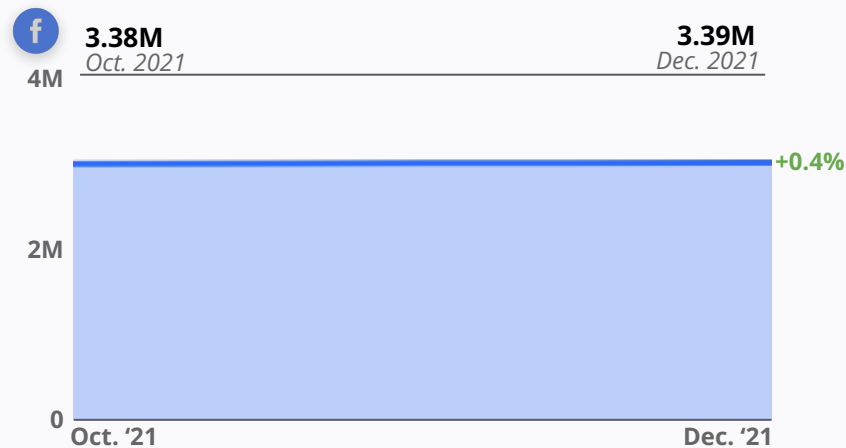 f
3.38M
3.39M
Oct. 2021
Dec. 2021
4M
+0.4%
2M
0
Oct. ‘21
Dec. ‘21